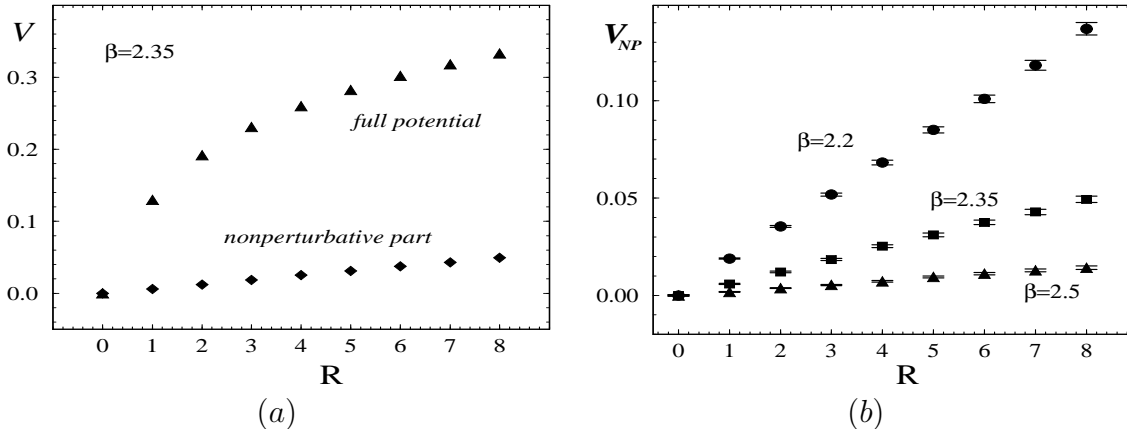 V
β=2.35
0.3
0.2
0.1
0.0
full potential
nonperturbative part
0 1 2 3 4 5 6 7 8
R
(a)
V_NP
0.10
0.05
0.00
β=2.2
β=2.35
β=2.5
0 1 2 3 4 5 6 7 8
R
(b)